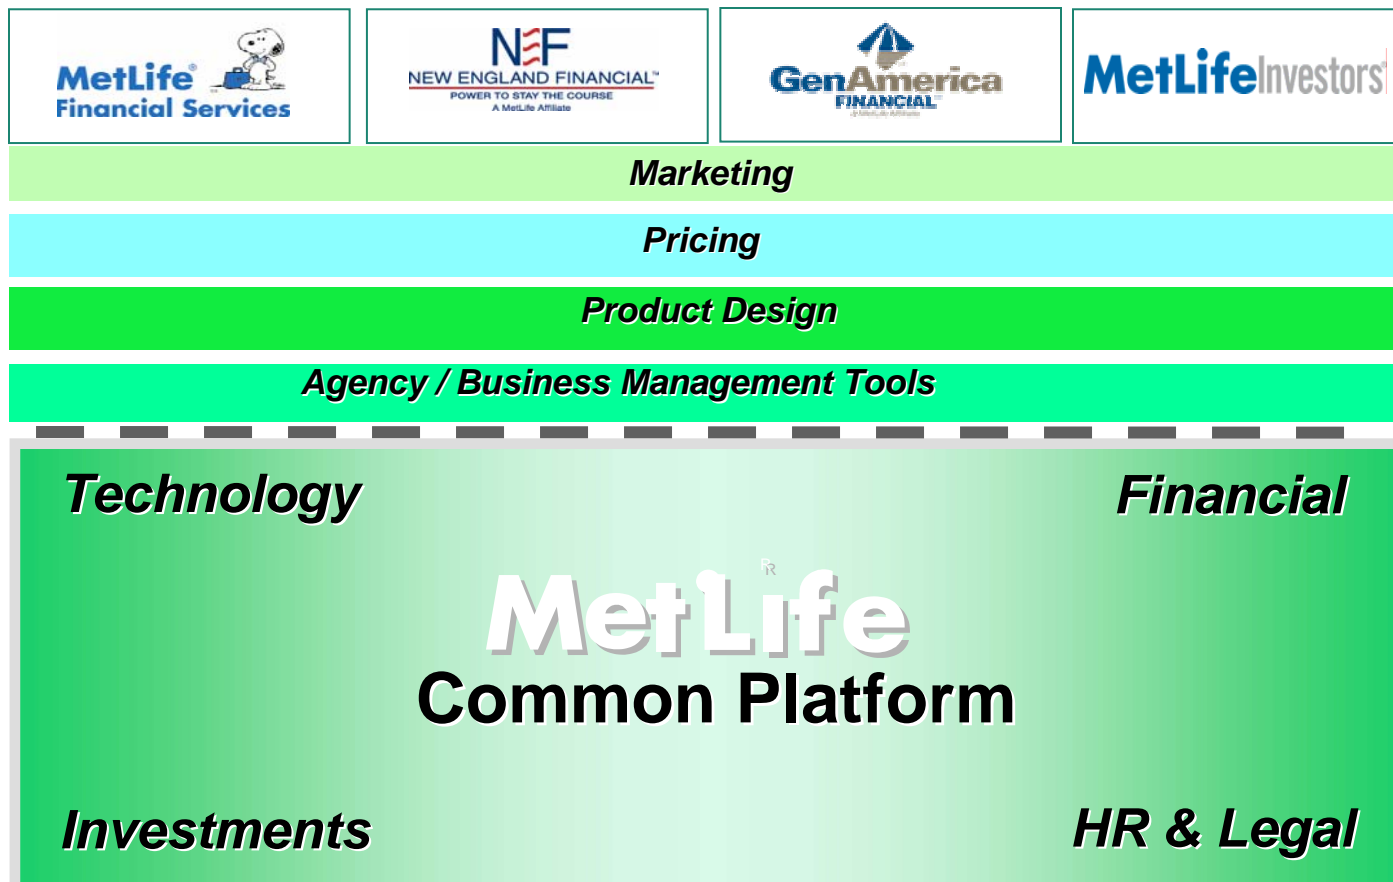 MetLife®
Financial Services
NEF
NEW ENGLAND FINANCIAL℠
POWER TO STAY THE COURSE
A MetLife Affiliate
GenAmerica
FINANCIAL
MetLifeInvestors®
Marketing
Pricing
Product Design
Agency / Business Management Tools
Technology
Financial
MetLife®
Common Platform
Investments
HR & Legal